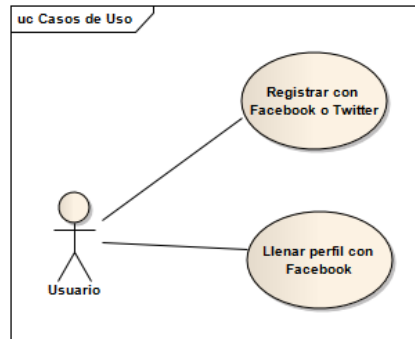 uc Casos de Uso
Registrar con
Facebook o Twitter
Llenar perfil con
Facebook
Usuario